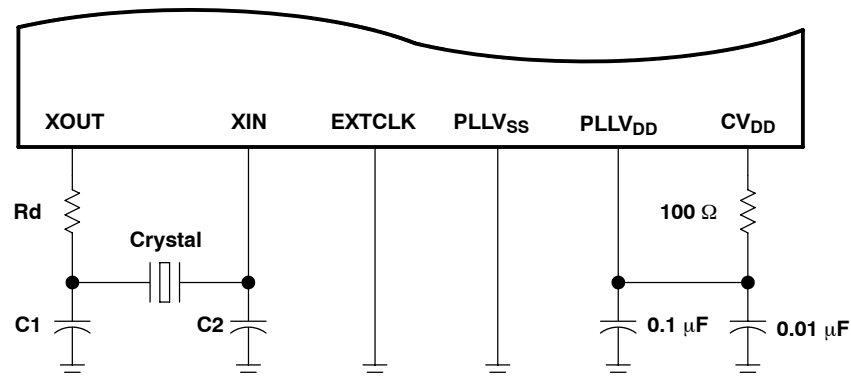 XOUT XIN EXTCLK PLLVSS PLLVDD CVDD
Rd 100 Ω
Crystal
C1 C2 0.1 μF 0.01 μF